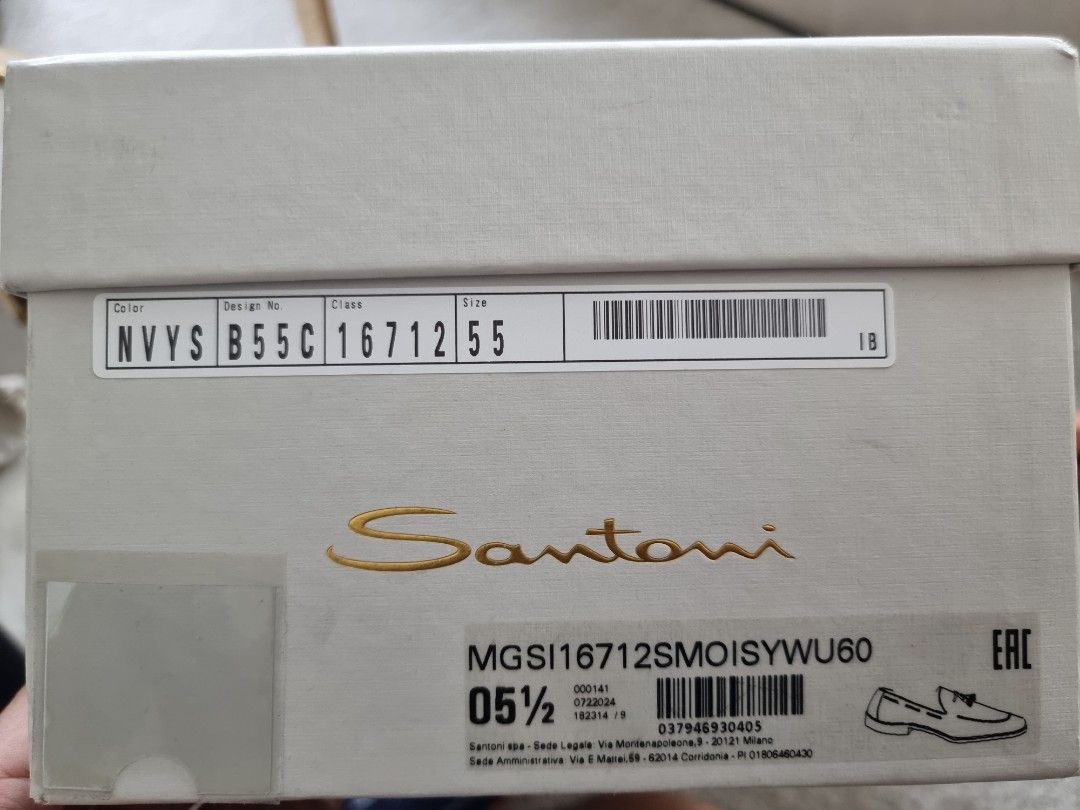 Color Design No. Class Size
NVYS B55C 16712 55
IB
Santoni
MGSI16712SMOISYWU60
EAC
05½
000141
0722024
182314 /9
037946930405
Santoni spa - Sede Legale Via Montenapoleone,9 - 20121 Milano
Sede Amministrativa Via E Mattei,59 - 62014 Corridonia - PI 01806460430